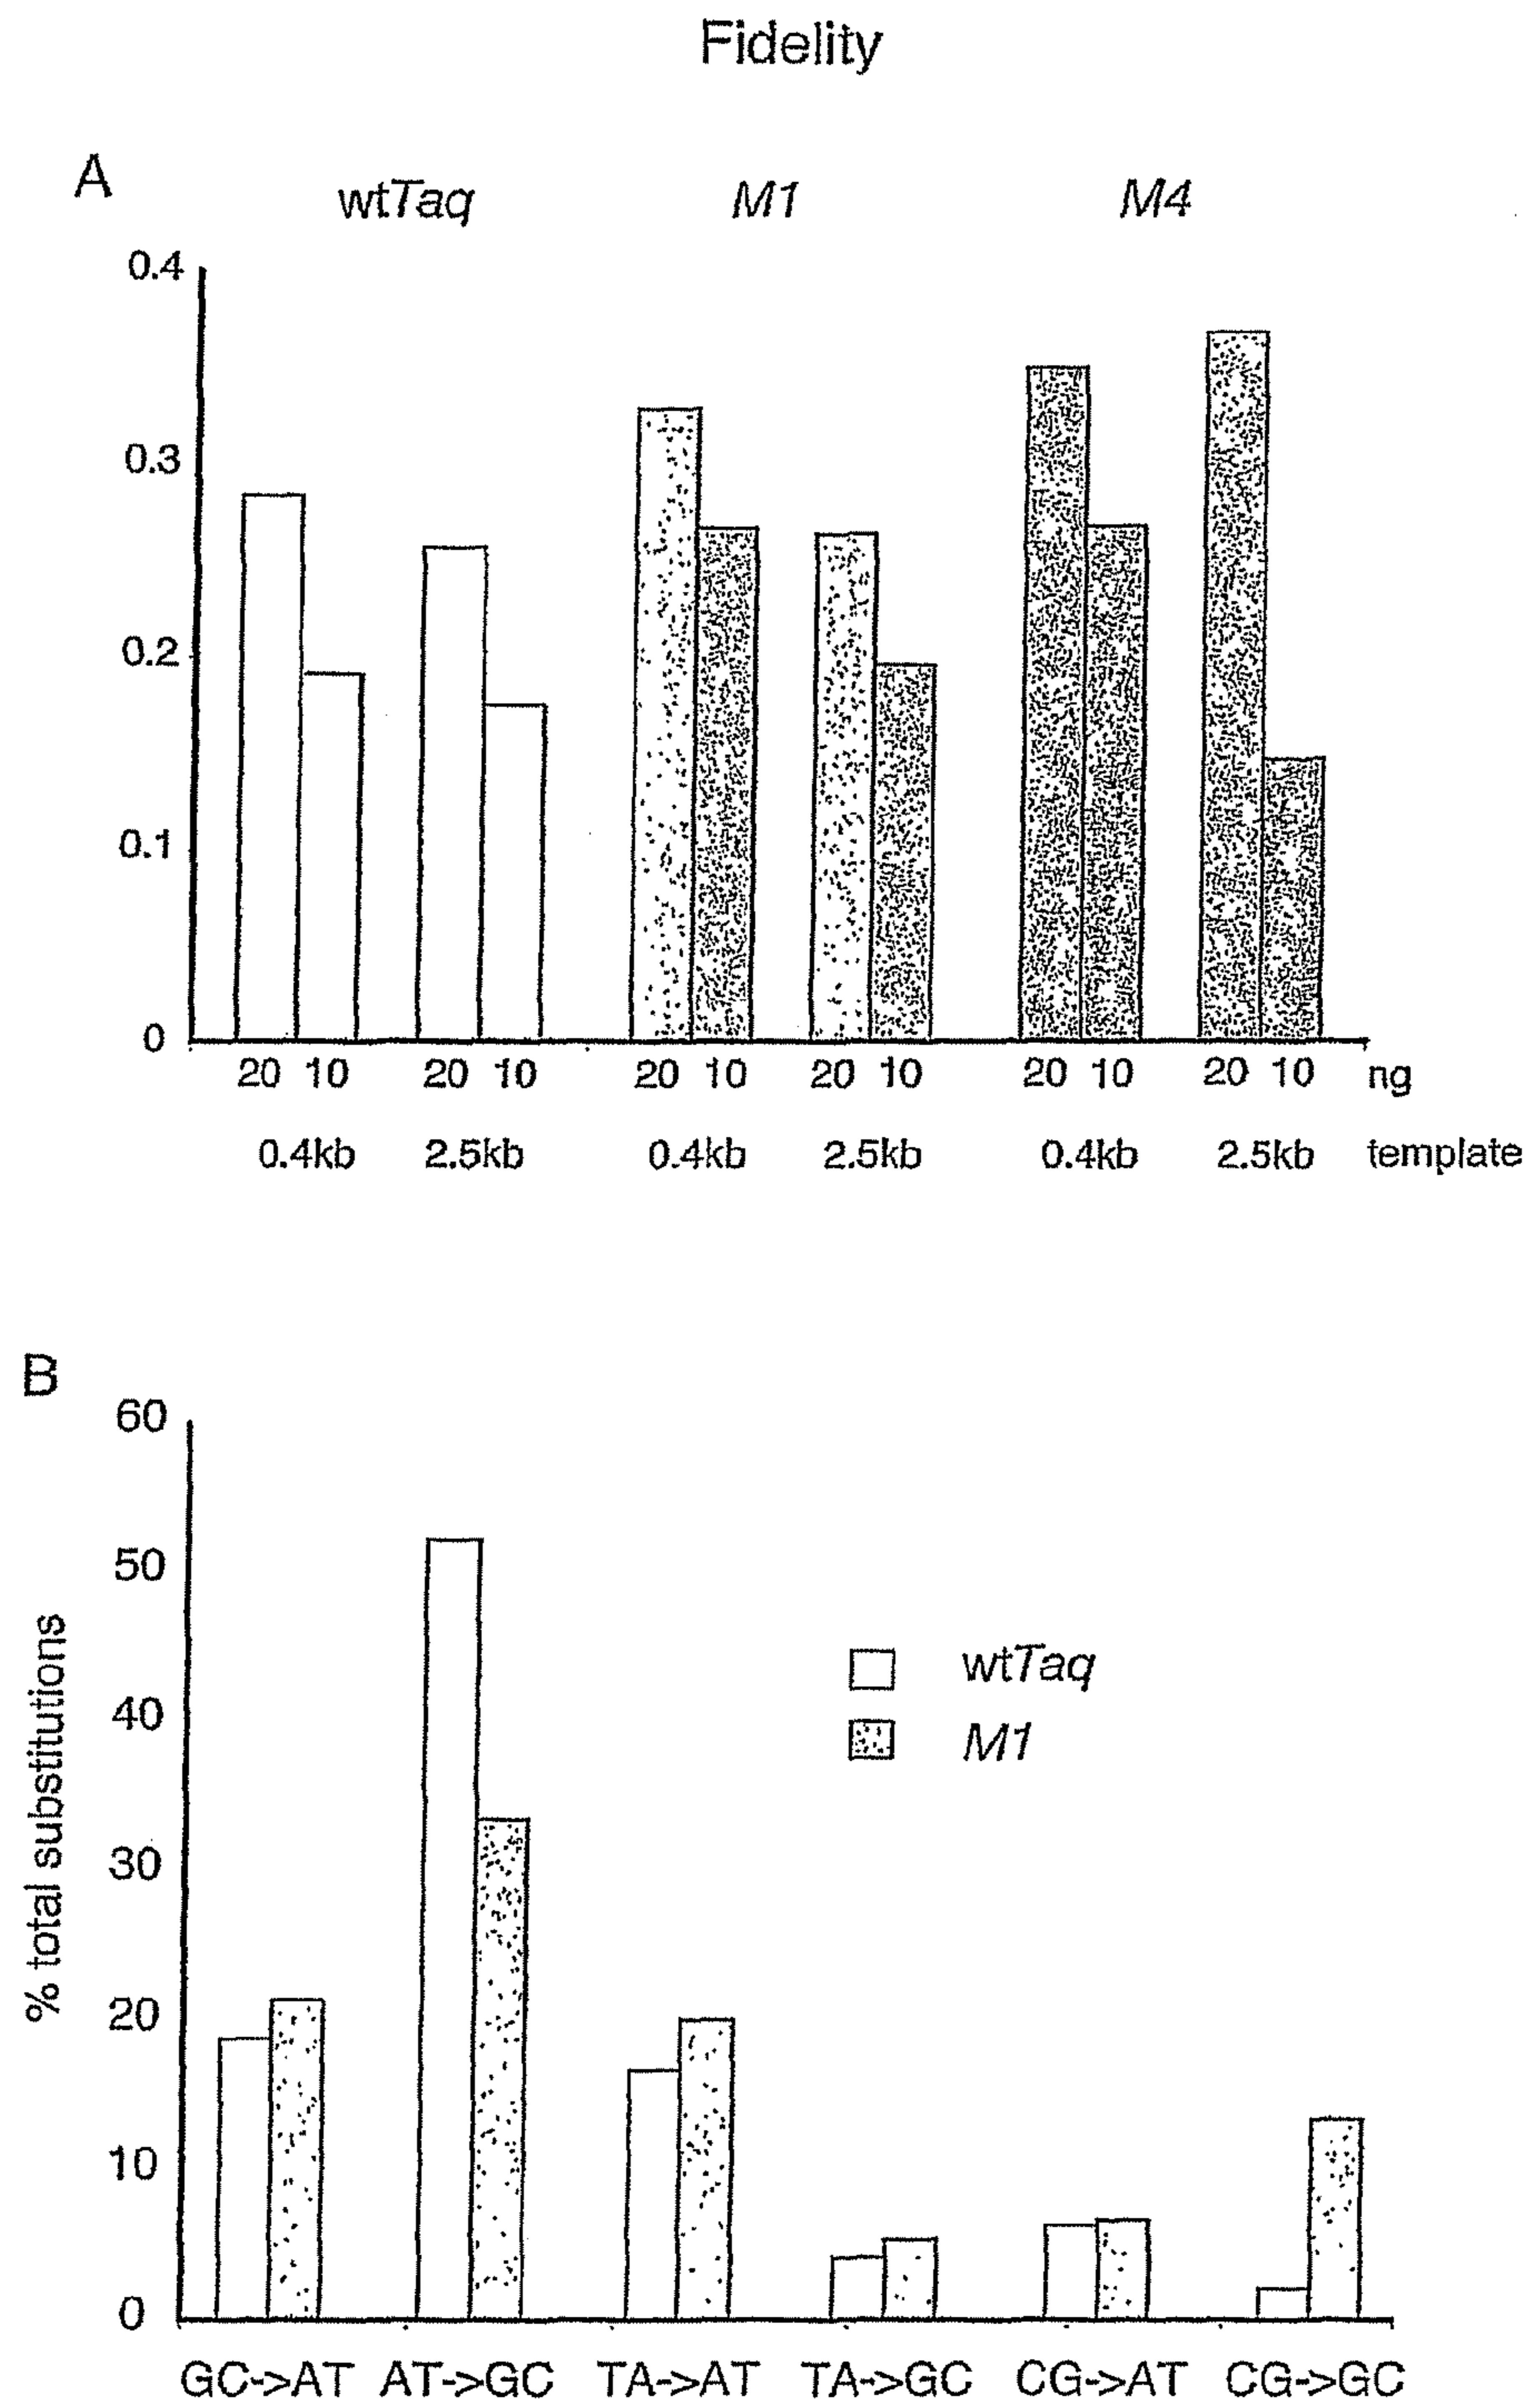 Fidelity
A
wtTaq M1 M4
0.4
0.3
0.2
0.1
0
20 10 20 10 20 10 20 10 20 10 20 10 ng
0.4kb 2.5kb 0.4kb 2.5kb 0.4kb 2.5kb template
B
60
50
40
30
20
10
0
% total substitutions
wtTaq
M1
GC->AT AT->GC TA->AT TA->GC CG->AT CG->GC